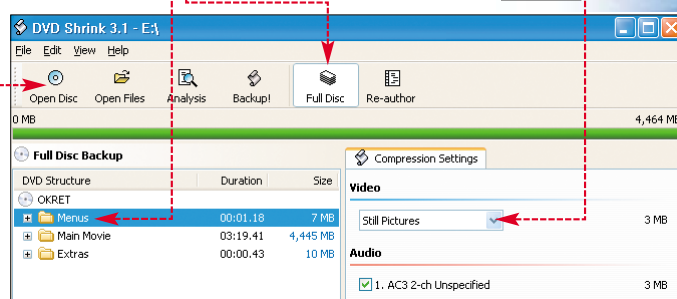 DVD Shrink 3.1 - E:\
File Edit View Help
Open Disc Open Files Analysis Backup! Full Disc Re-author
0 MB 4,464 MB
Full Disc Backup
Compression Settings
DVD Structure Duration Size
Video
OKRET
Menus 00:01.18 7 MB
Still Pictures 3 MB
Main Movie 03:19.41 4,445 MB
Extras 00:00.43 10 MB
Audio
1. AC3 2-ch Unspecified 3 MB